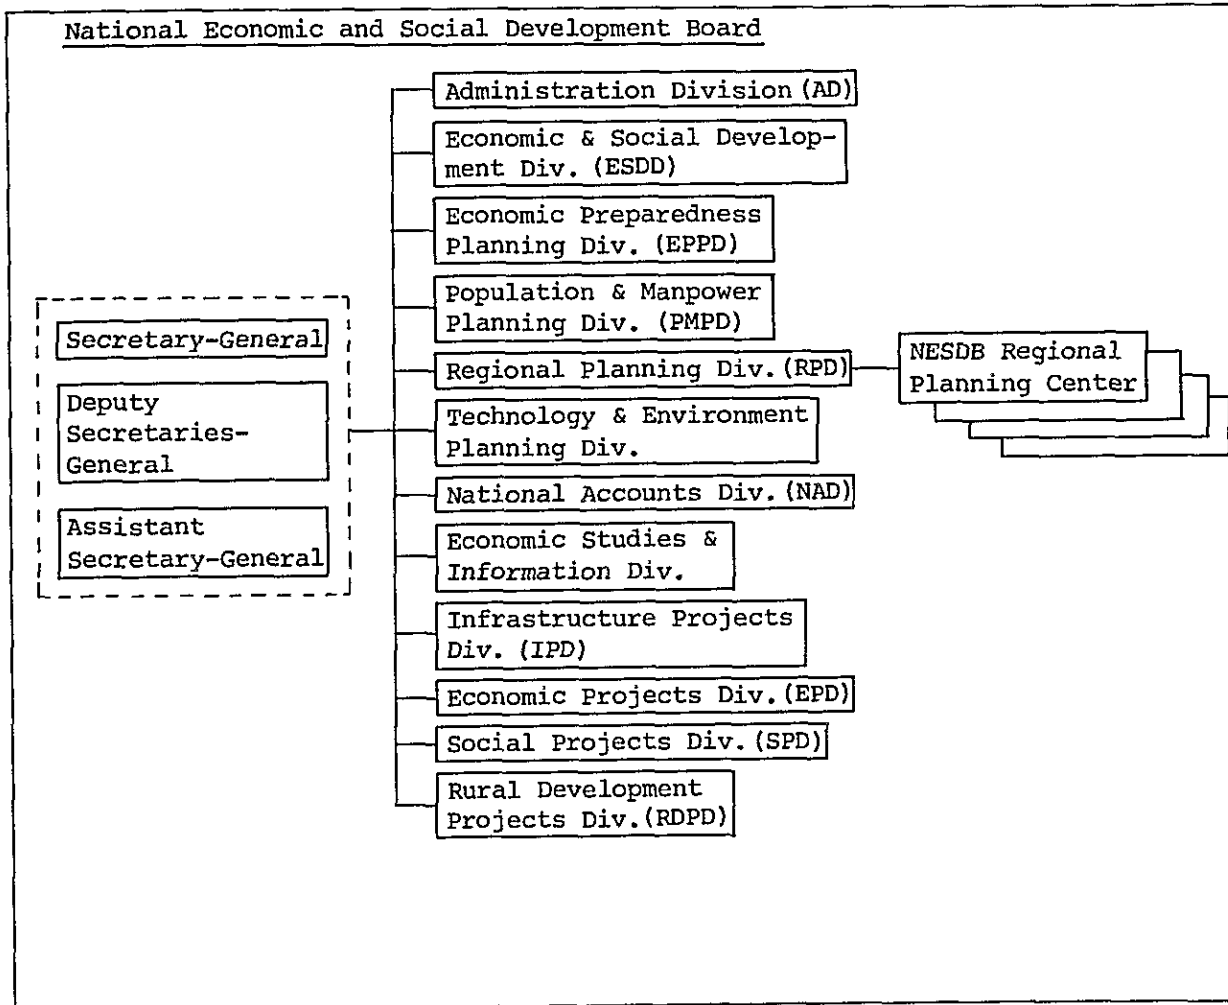 National Economic and Social Development Board
Administration Division (AD)
Economic & Social Develop-
ment Div. (ESDD)
Economic Preparedness
Planning Div. (EPPD)
Population & Manpower
Planning Div. (PMPD)
Secretary-General
Deputy
Secretaries-
General
Assistant
Secretary-General
Regional Planning Div. (RPD)
NESDB Regional
Planning Center
Technology & Environment
Planning Div.
National Accounts Div. (NAD)
Economic Studies &
Information Div.
Infrastructure Projects
Div. (IPD)
Economic Projects Div. (EPD)
Social Projects Div. (SPD)
Rural Development
Projects Div. (RDPD)